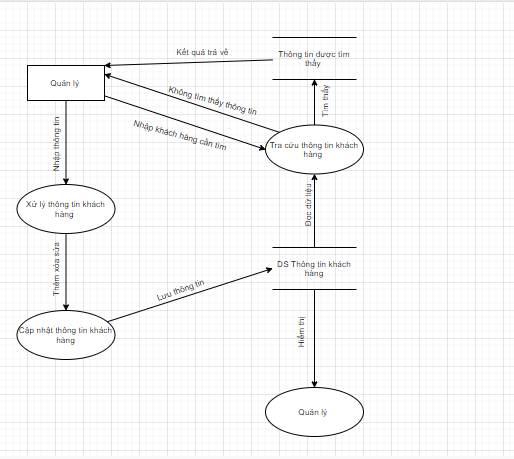 Kết quả trả về
Thông tin được tìm
thấy
Quản lý
Không tìm thấy thông tin
Tìm thấy
Nhập khách hàng cần tìm
Nhập thông tin
Tra cứu thông tin khách
hàng
Xử lý thông tin khách
hàng
Đọc dữ liệu
Thêm xóa sửa
DS Thông tin khách
hàng
Lưu thông tin
Cập nhật thông tin khách
hàng
Hiểm thị
Quản lý